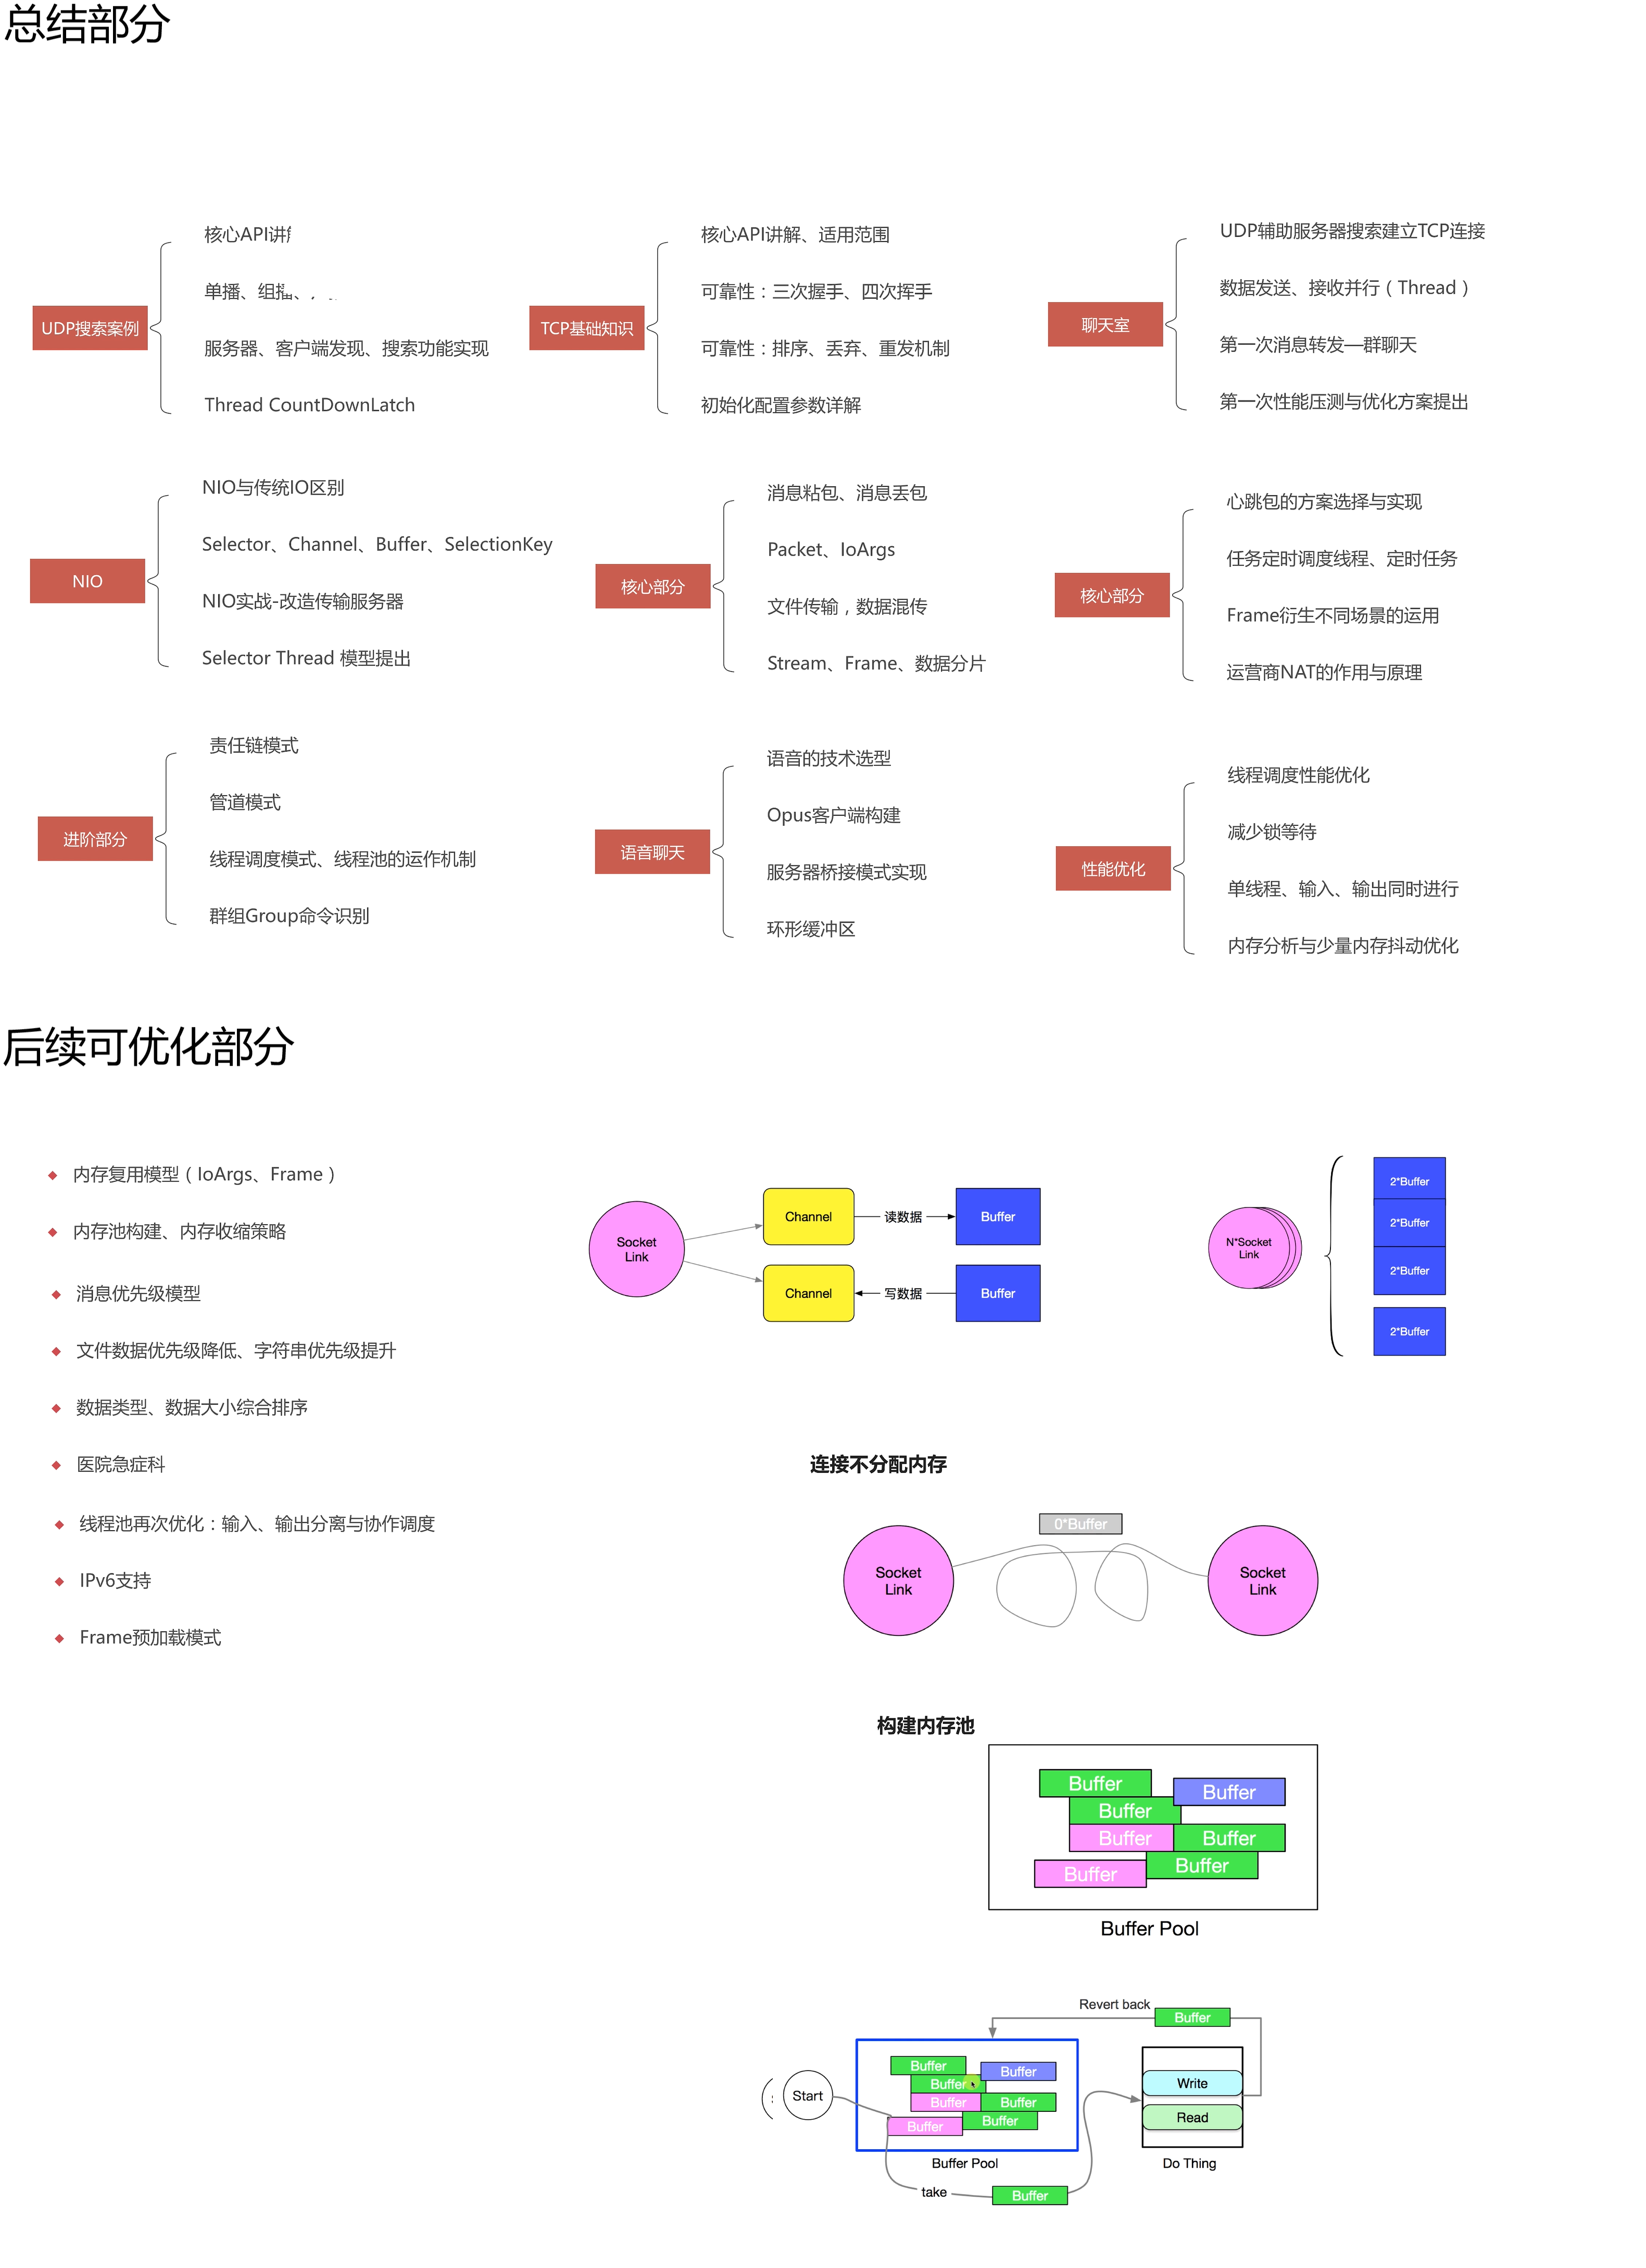 总结部分
UDP搜索案例
核心API讲
单播、组播、
服务器、客户端发现、搜索功能实现
Thread CountDownLatch
TCP基础知识
核心API讲解、适用范围
可靠性：三次握手、四次挥手
可靠性：排序、丢弃、重发机制
初始化配置参数详解
聊天室
UDP辅助服务器搜索建立TCP连接
数据发送、接收并行（Thread）
第一次消息转发—群聊天
第一次性能压测与优化方案提出
NIO
NIO与传统IO区别
Selector、Channel、Buffer、SelectionKey
NIO实战-改造传输服务器
Selector Thread 模型提出
核心部分
消息粘包、消息丢包
Packet、IoArgs
文件传输，数据混传
Stream、Frame、数据分片
核心部分
心跳包的方案选择与实现
任务定时调度线程、定时任务
Frame衍生不同场景的运用
运营商NAT的作用与原理
进阶部分
责任链模式
管道模式
线程调度模式、线程池的运作机制
群组Group命令识别
语音聊天
语音的技术选型
Opus客户端构建
服务器桥接模式实现
环形缓冲区
性能优化
线程调度性能优化
减少锁等待
单线程、输入、输出同时进行
内存分析与少量内存抖动优化
后续可优化部分
内存复用模型（IoArgs、Frame）
内存池构建、内存收缩策略
消息优先级模型
文件数据优先级降低、字符串优先级提升
数据类型、数据大小综合排序
医院急症科
线程池再次优化：输入、输出分离与协作调度
IPv6支持
Frame预加载模式
Socket
Link
Channel
读数据
Buffer
Channel
写数据
Buffer
N*Socket
Link
2*Buffer
2*Buffer
2*Buffer
2*Buffer
连接不分配内存
0*Buffer
Socket
Link
Socket
Link
构建内存池
Buffer
Buffer
Buffer
Buffer
Buffer
Buffer
Buffer
Buffer Pool
Revert back
Buffer
Start
Buffer
Buffer
Buffer
Buffer
Buffer
Buffer
Buffer
Buffer Pool
Write
Read
Do Thing
take
Buffer